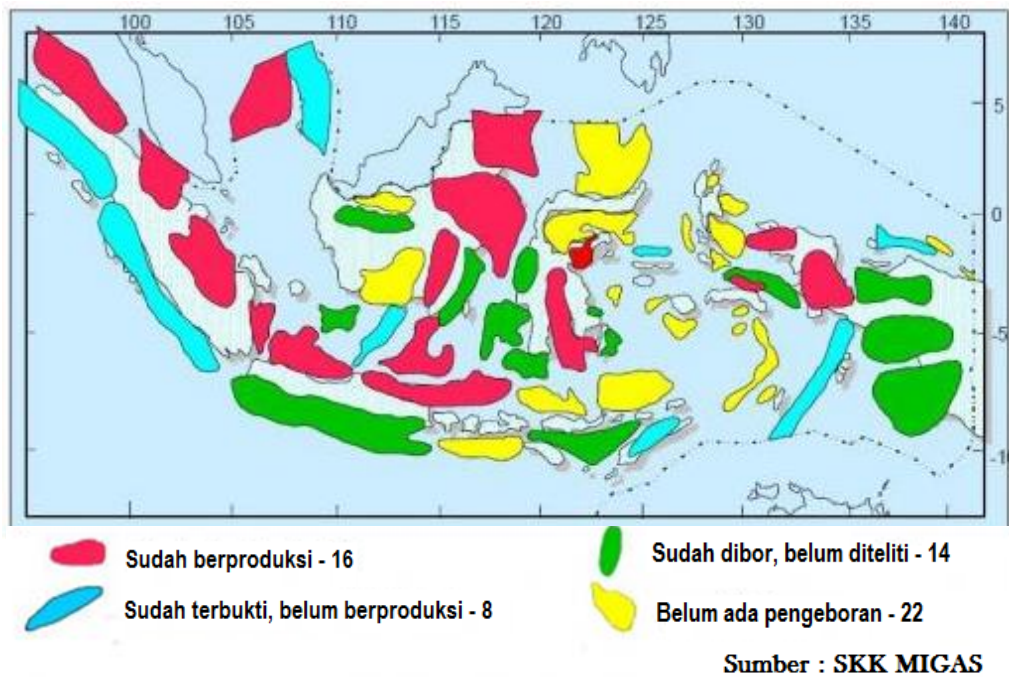 100 105 110 115 120 125 130 135 140
5
0
-5
-10
Sudah berproduksi - 16
Sudah dibor, belum diteliti - 14
Sudah terbukti, belum berproduksi - 8
Belum ada pengeboran - 22
Sumber : SKK MIGAS